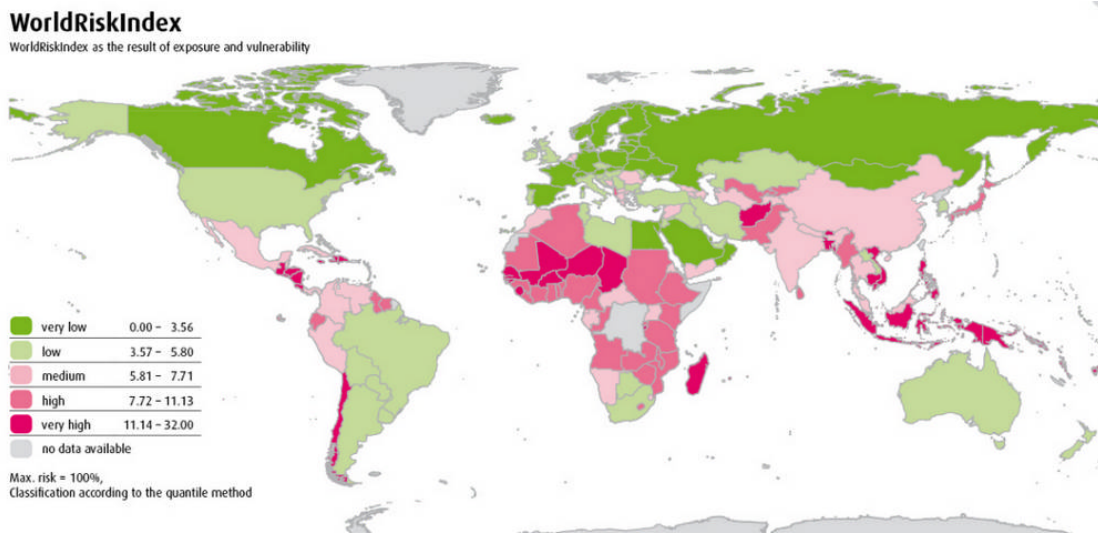 WorldRiskIndex
WorldRiskIndex as the result of exposure and vulnerability
very low 0.00 – 3.56
low 3.57 – 5.80
medium 5.81 – 7.71
high 7.72 – 11.13
very high 11.14 – 32.00
no data available
Max. risk = 100%,
Classification according to the quantile method